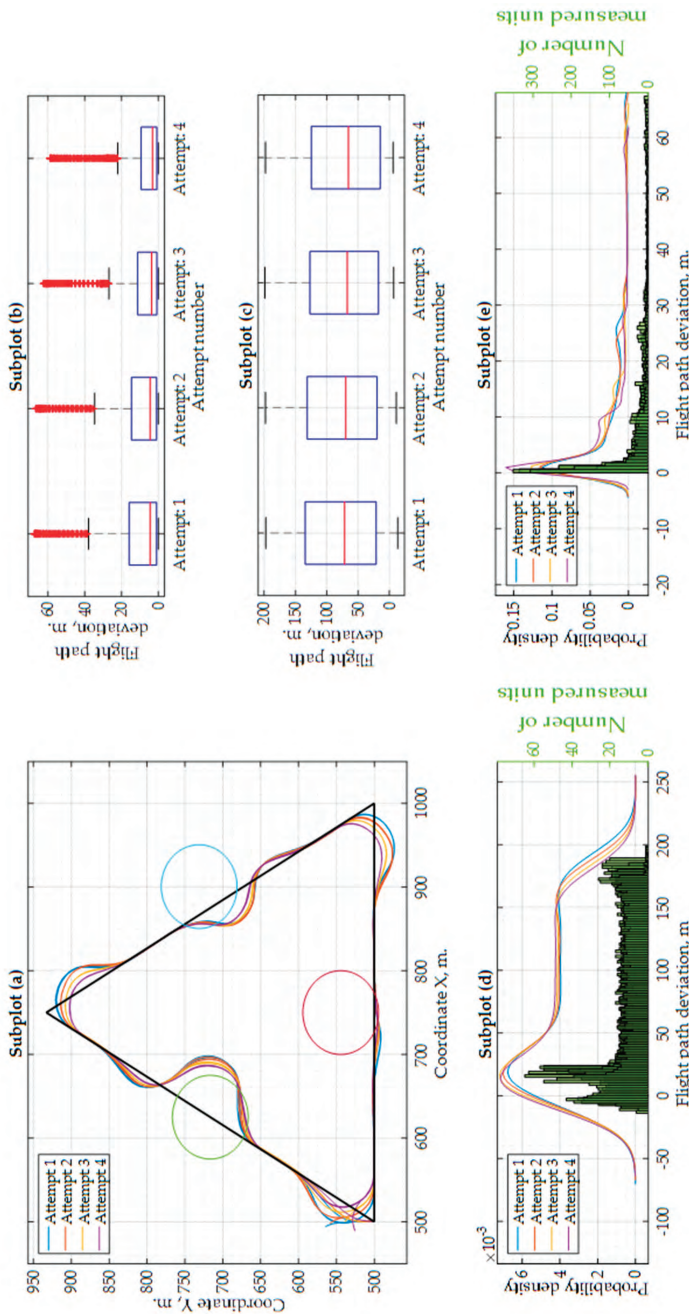 Subplot (a)
Attempt 1
Attempt 2
Attempt 3
Attempt 4
Coordinate Y, m.
950
900
850
800
750
700
650
600
550
500
500
600
700
800
900
1000
Coordinate X, m.
Subplot (b)
Flight path
deviation, m.
60
40
20
0
Attempt: 1
Attempt: 2
Attempt: 3
Attempt: 4
Attempt number
Subplot (c)
Flight path
deviation, m.
200
150
100
50
0
Attempt: 1
Attempt: 2
Attempt: 3
Attempt: 4
Attempt number
Subplot (d)
×10-3
Attempt 1
Attempt 2
Attempt 3
Attempt 4
Probability density
6
4
2
0
-100
-50
0
50
100
150
200
250
Flight path deviation, m.
60
40
20
0
Number of
measured units
Subplot (e)
Attempt 1
Attempt 2
Attempt 3
Attempt 4
Probability density
0.15
0.1
0.05
0
-20
-10
0
10
20
30
40
50
60
Flight path deviation, m.
300
200
100
0
Number of
measured units